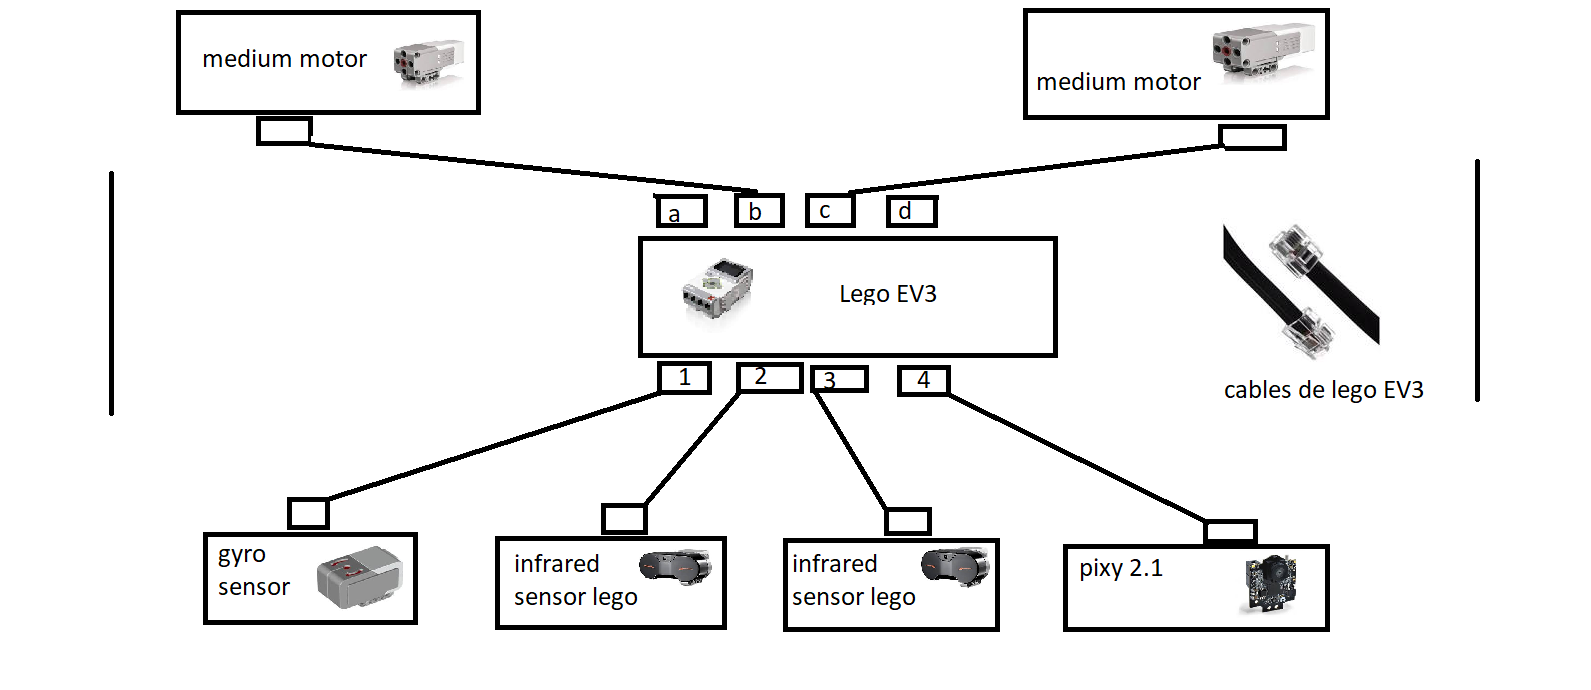 medium motor
medium motor
a
b
c
d
Lego EV3
1
2
3
4
cables de lego EV3
gyro
sensor
infrared
sensor lego
infrared
sensor lego
pixy 2.1